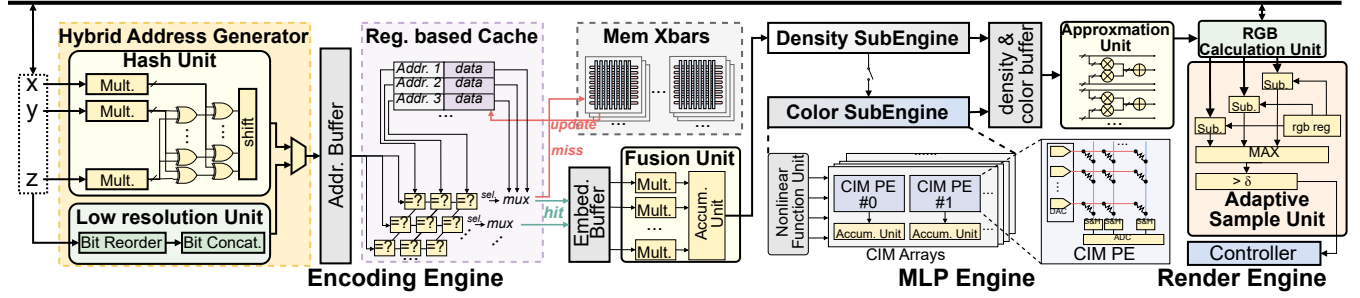 Hybrid Address Generator
Hash Unit
x
y
z
Mult.
Mult.
Mult.
shift
Low resolution Unit
Bit Reorder
Bit Concat.
Addr. Buffer
Reg. based Cache
Addr. 1 data
Addr. 2 data
Addr. 3 data
...
=? =? =?
=? =? =?
=? =? =?
...
sel
mux
sel
mux
update
miss
hit
Encoding Engine
Mem Xbars
...
Embed. Buffer
Fusion Unit
Mult.
Mult.
...
Mult.
Accum. Unit
Density SubEngine
Color SubEngine
density & color buffer
Nonlinear Function Unit
CIM PE #0
CIM PE #1
Accum. Unit
Accum. Unit
CIM Arrays
MLP Engine
Approxmation Unit
...
DAC
S&H
S&H
S&H
ADC
CIM PE
RGB Calculation Unit
Sub.
Sub.
Sub.
rgb reg
MAX
> δ
Adaptive Sample Unit
Controller
Render Engine